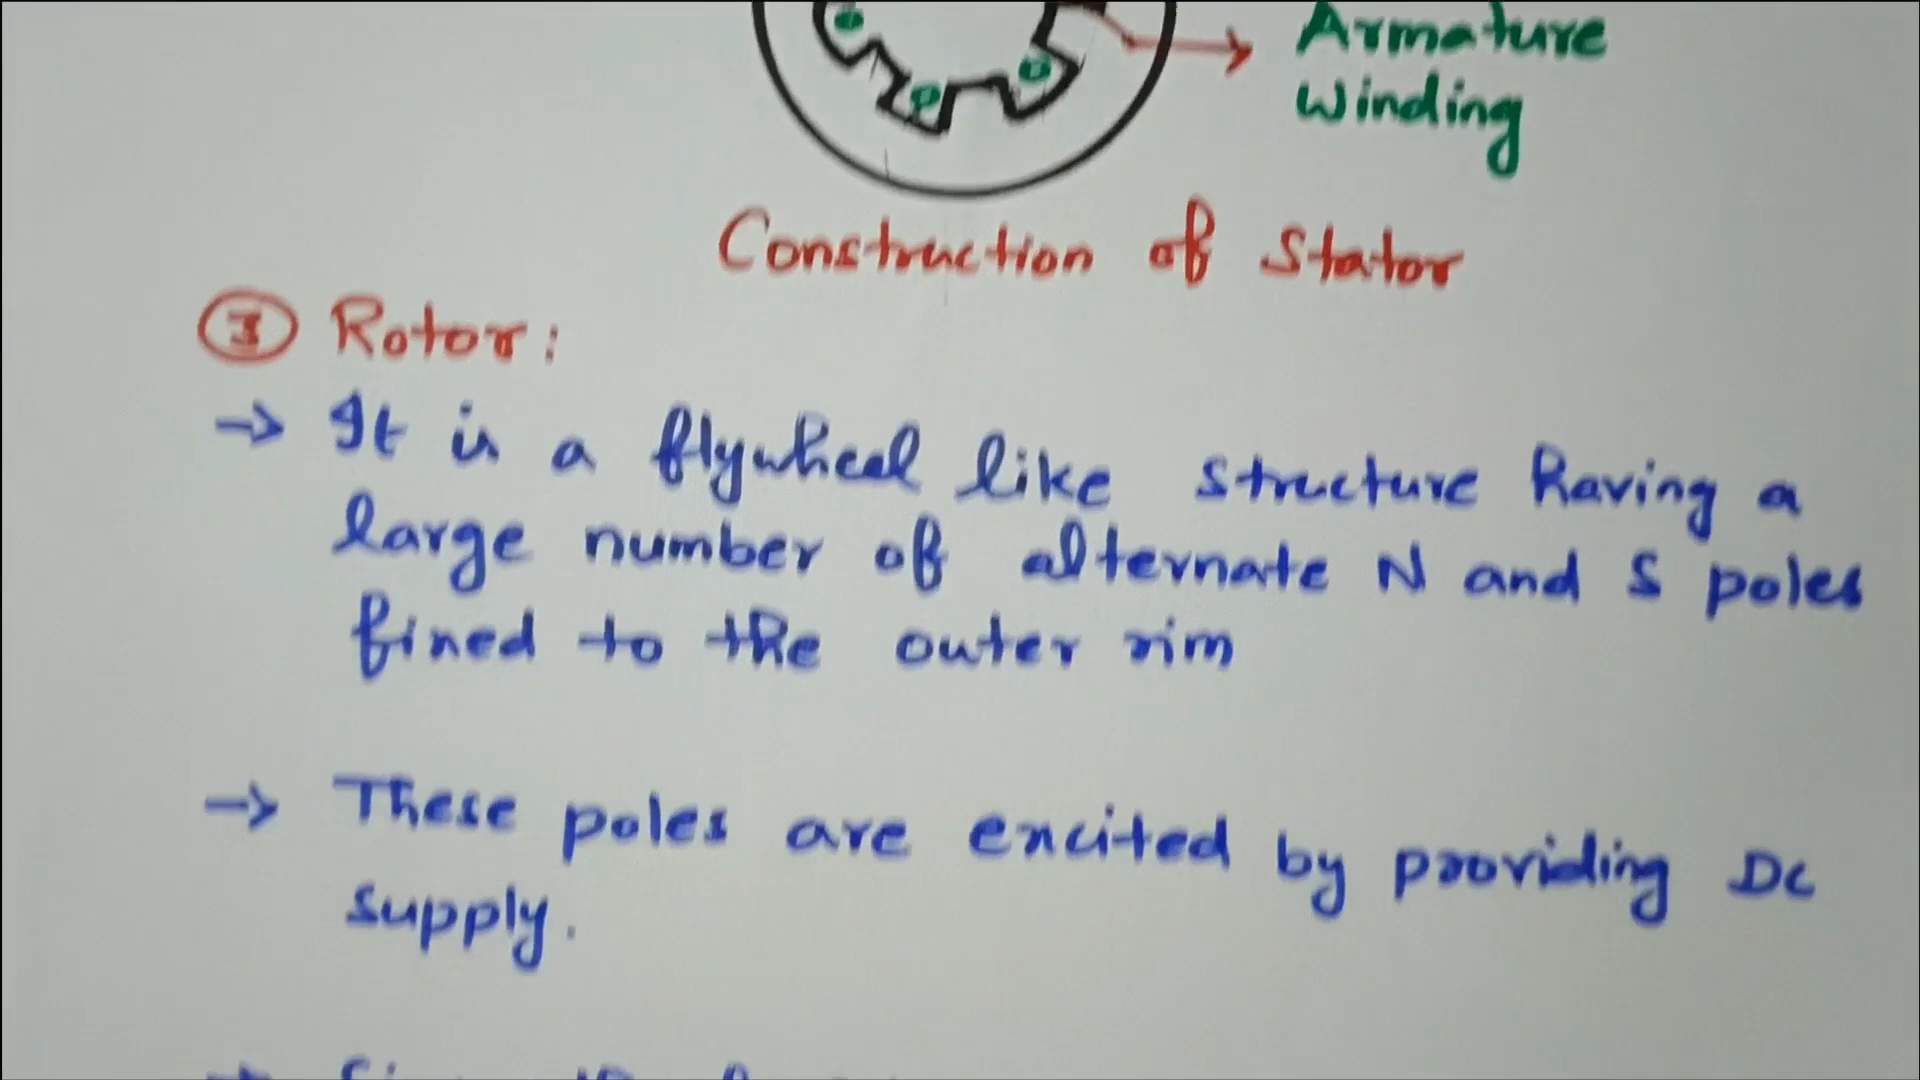 Armature
Winding
Construction of Stator
③ Rotor:
→ It is a flywheel like structure having a
large number of alternate N and S poles
fixed to the outer rim
→ These poles are excited by providing DC
supply.